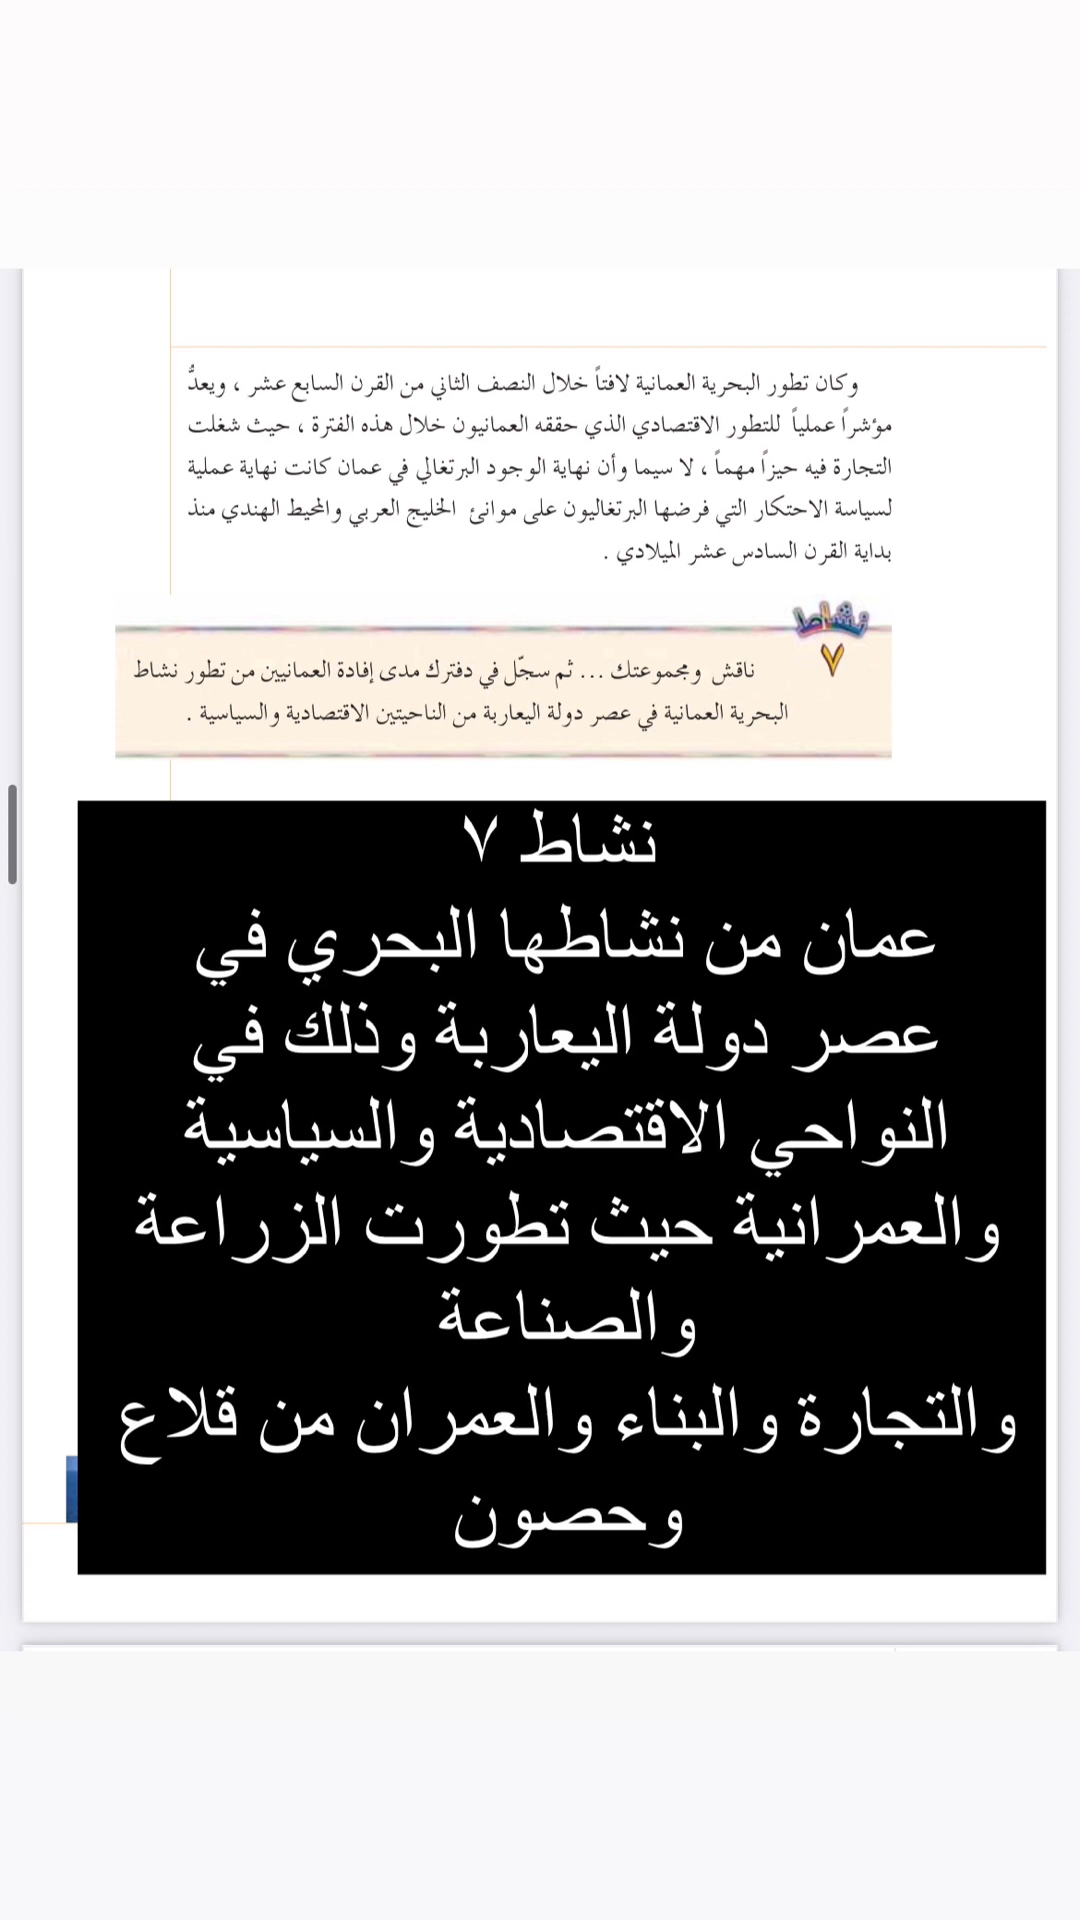 وكان تطور البحرية العمانية لافتاً خلال النصف الثاني من القرن السابع عشر ، ويعدُّ
مؤشراً عملياً للتطور الاقتصادي الذي حققه العمانيون خلال هذه الفترة ، حيث شغلت
التجارة فيه حيزاً مهماً ، لا سيما وأن نهاية الوجود البرتغالي في عمان كانت نهاية عملية
لسياسة الاحتكار التي فرضها البرتغاليون على موانئ الخليج العربي والمحيط الهندي منذ
بداية القرن السادس عشر الميلادي .
نشاط
٧
ناقش ومجموعتك ... ثم سجّل في دفترك مدى إفادة العمانيين من تطور نشاط
البحرية العمانية في عصر دولة اليعاربة من الناحيتين الاقتصادية والسياسية .
نشاط ٧
عمان من نشاطها البحري في
عصر دولة اليعاربة وذلك في
النواحي الاقتصادية والسياسية
والعمرانية حيث تطورت الزراعة
والصناعة
والتجارة والبناء والعمران من قلاع
وحصون